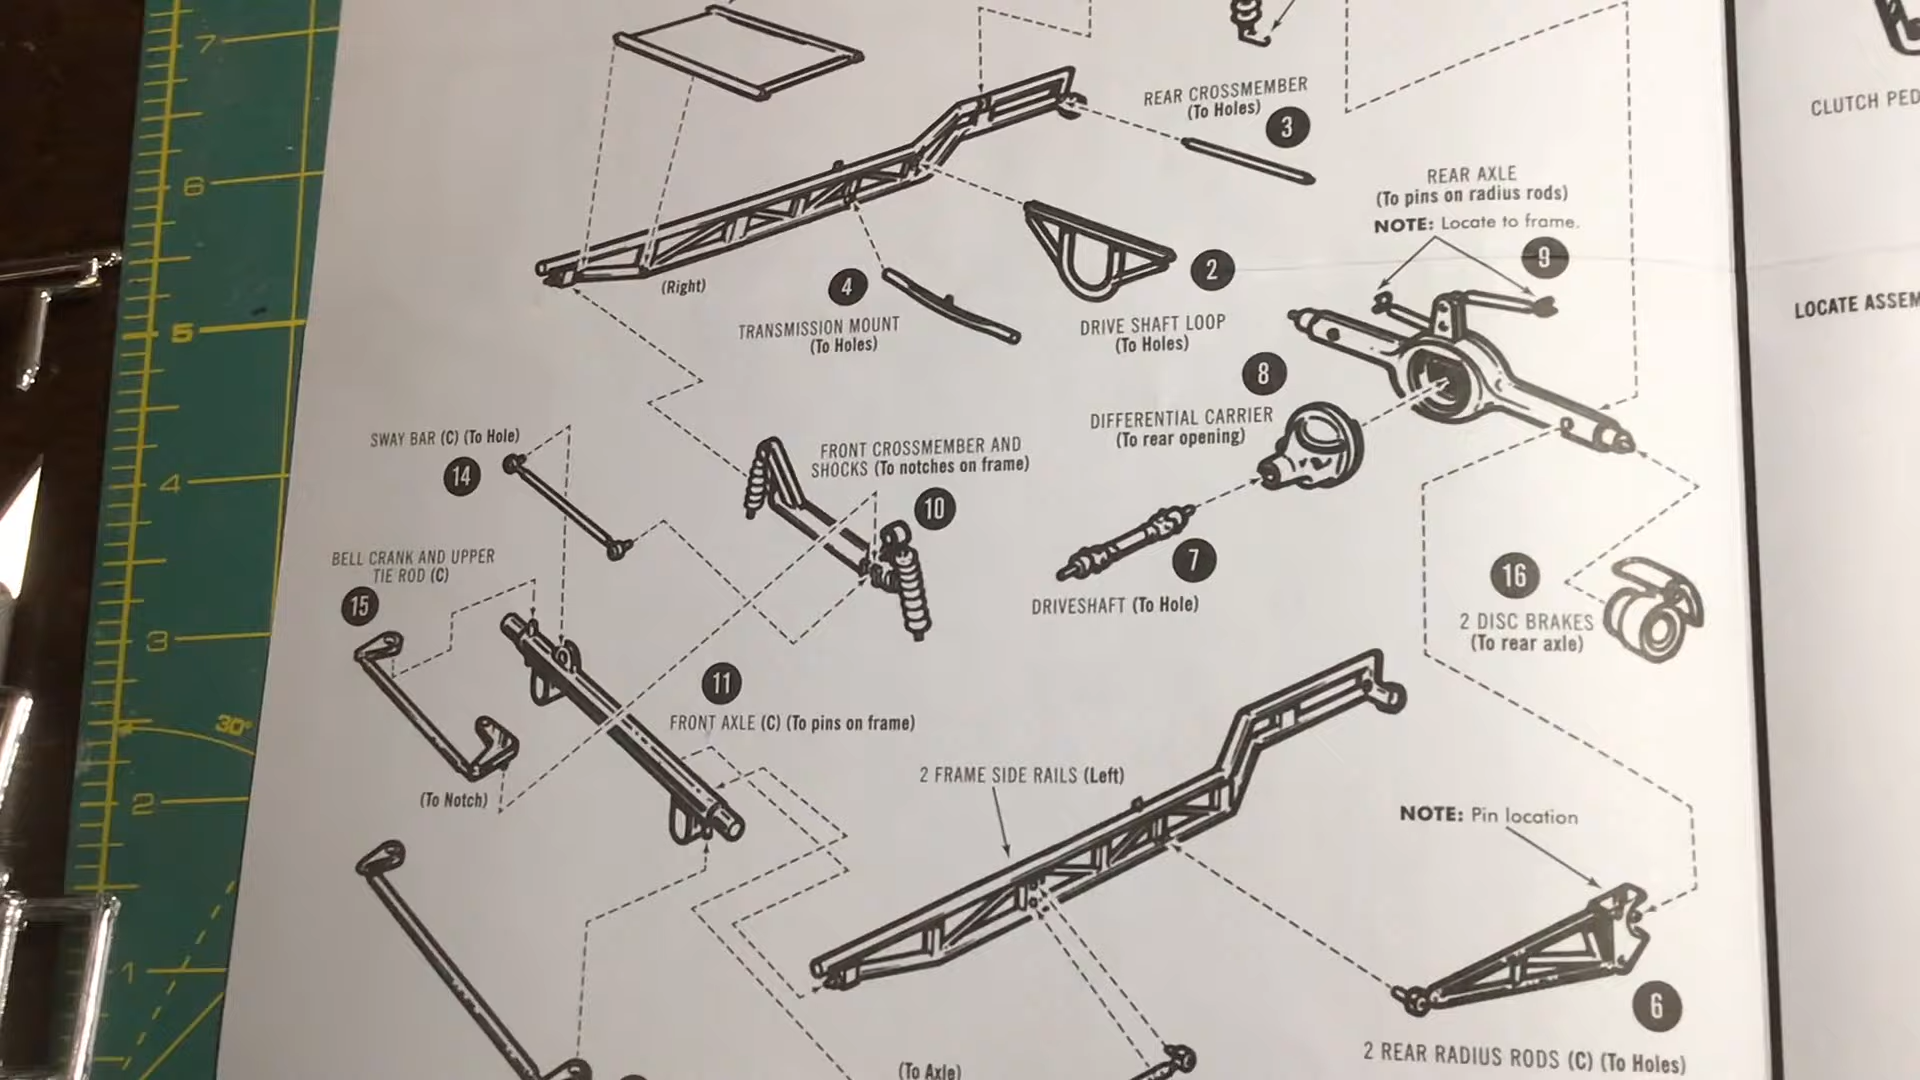 7
6
5
4
3
30°
2
1
REAR CROSSMEMBER
(To Holes)
3
REAR AXLE
(To pins on radius rods)
NOTE: Locate to frame.
9
(Right)
4
TRANSMISSION MOUNT
(To Holes)
2
DRIVE SHAFT LOOP
(To Holes)
8
DIFFERENTIAL CARRIER
(To rear opening)
SWAY BAR (C) (To Hole)
14
FRONT CROSSMEMBER AND
SHOCKS (To notches on frame)
10
7
DRIVESHAFT (To Hole)
BELL CRANK AND UPPER
TIE ROD (C)
15
16
2 DISC BRAKES
(To rear axle)
11
FRONT AXLE (C) (To pins on frame)
(To Notch)
2 FRAME SIDE RAILS (Left)
NOTE: Pin location
6
2 REAR RADIUS RODS (C) (To Holes)
(To Axle)
CLUTCH PED
LOCATE ASSEM